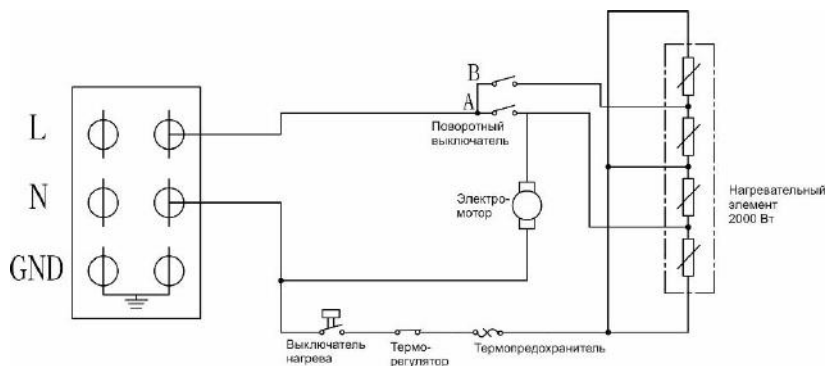 L
N
GND
B
A
Поворотный
выключатель
Электро-
мотор
Нагревательный
элемент
2000 Вт
Выключатель
нагрева
Термо-
регулятор
Термопредохранитель